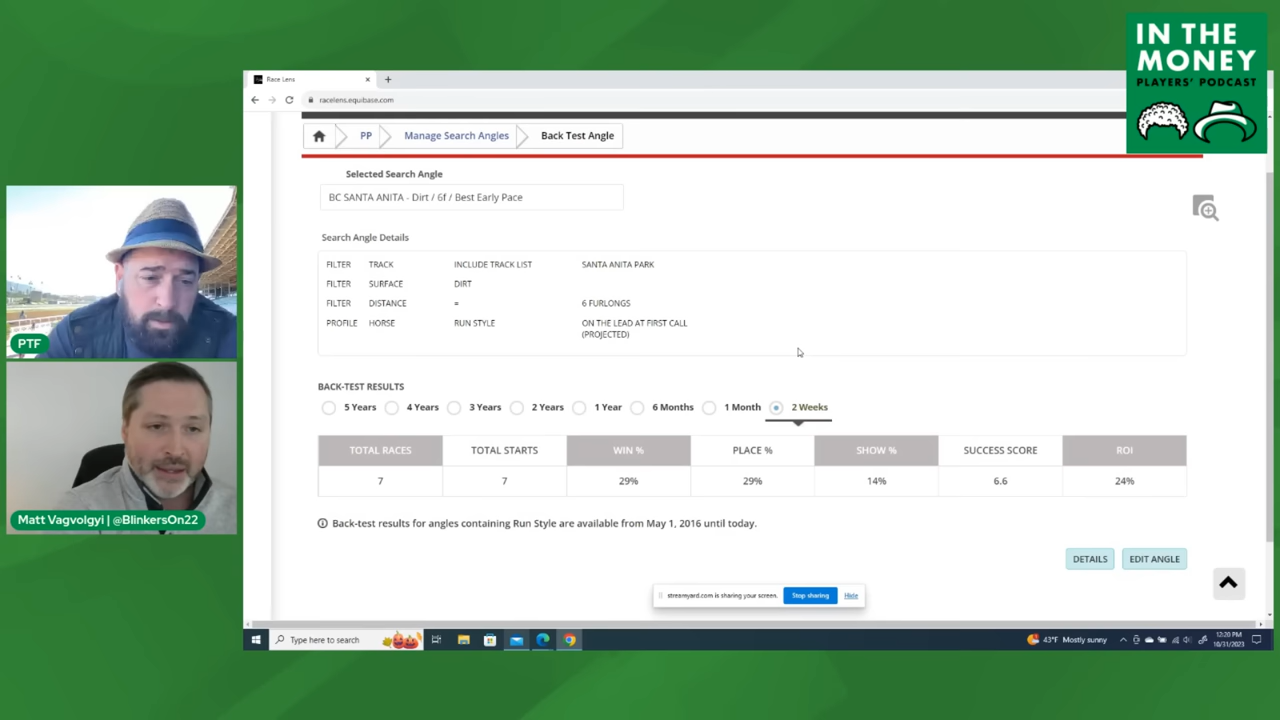 IN THE
MONEY
PLAYERS' PODCAST
Race Lens
racelens.equibase.com
PP
Manage Search Angles
Back Test Angle
Selected Search Angle
BC SANTA ANITA - Dirt / 6f / Best Early Pace
Search Angle Details
FILTER TRACK INCLUDE TRACK LIST SANTA ANITA PARK
FILTER SURFACE DIRT
FILTER DISTANCE = 6 FURLONGS
PROFILE HORSE RUN STYLE ON THE LEAD AT FIRST CALL
(PROJECTED)
BACK-TEST RESULTS
5 Years 4 Years 3 Years 2 Years 1 Year 6 Months 1 Month 2 Weeks
TOTAL RACES TOTAL STARTS WIN % PLACE % SHOW % SUCCESS SCORE ROI
7 7 29% 29% 14% 6.6 24%
Back-test results for angles containing Run Style are available from May 1, 2016 until today.
DETAILS
EDIT ANGLE
streamyard.com is sharing your screen.
Stop sharing
Hide
Type here to search
43°F Mostly sunny
12:20 PM
10/31/2023
PTF
Matt Vagvolgyi | @BlinkersOn22